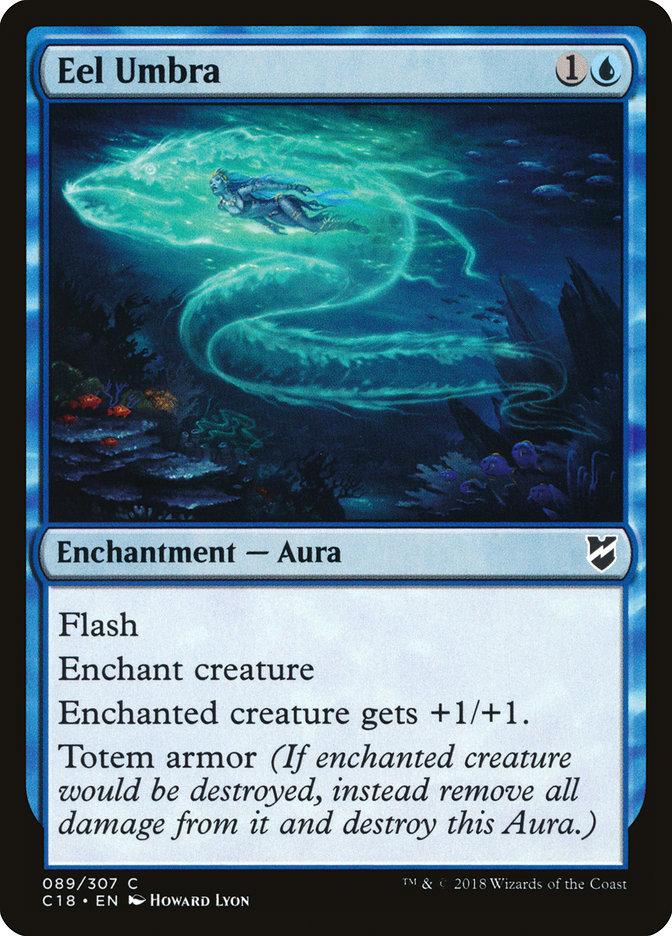 Eel Umbra 1
Enchantment — Aura
Flash
Enchant creature
Enchanted creature gets +1/+1.
Totem armor (If enchanted creature
would be destroyed, instead remove all
damage from it and destroy this Aura.)
089/307 C
C18 • EN Howard Lyon
™ & © 2018 Wizards of the Coast